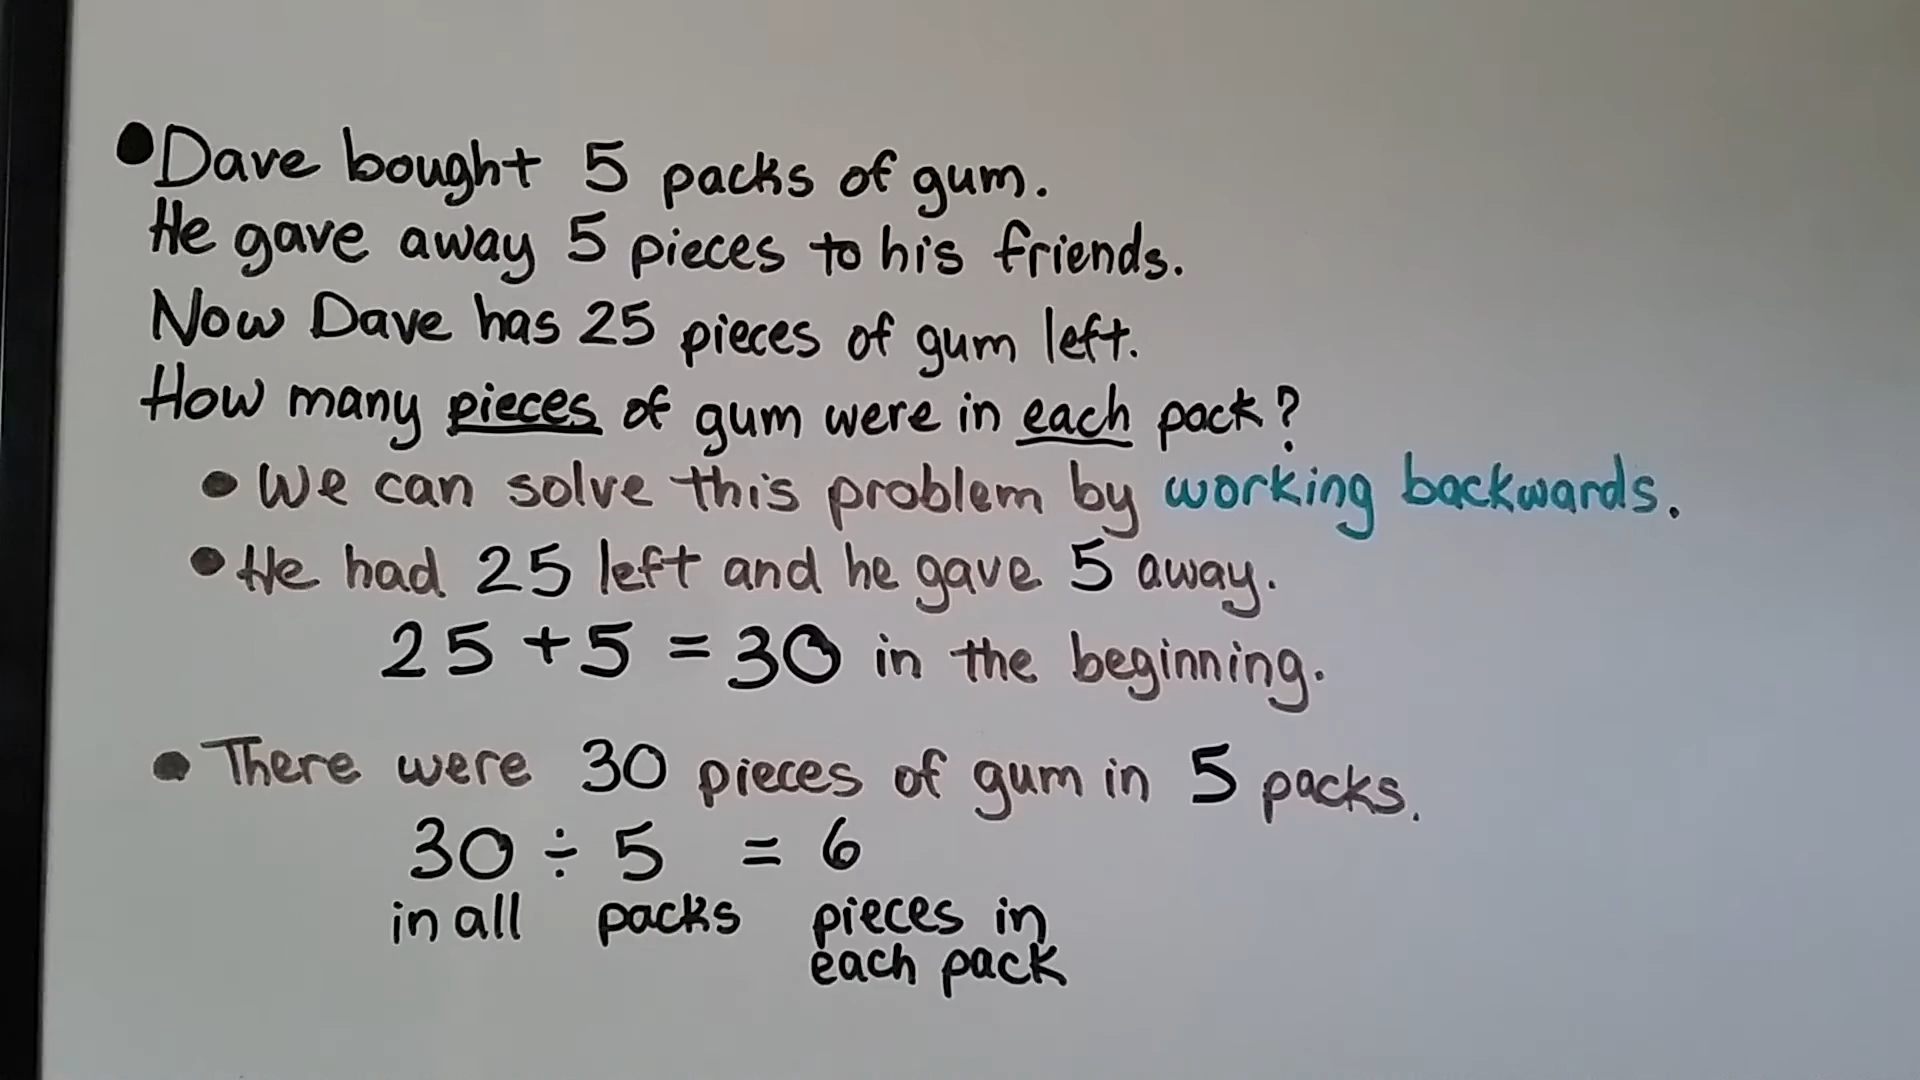 •Dave bought 5 packs of gum.
He gave away 5 pieces to his friends.
Now Dave has 25 pieces of gum left.
How many pieces of gum were in each pack?
• We can solve this problem by working backwards.
• He had 25 left and he gave 5 away.
25 + 5 = 30 in the beginning.
• There were 30 pieces of gum in 5 packs.
30 ÷ 5 = 6
in all packs pieces in
each pack